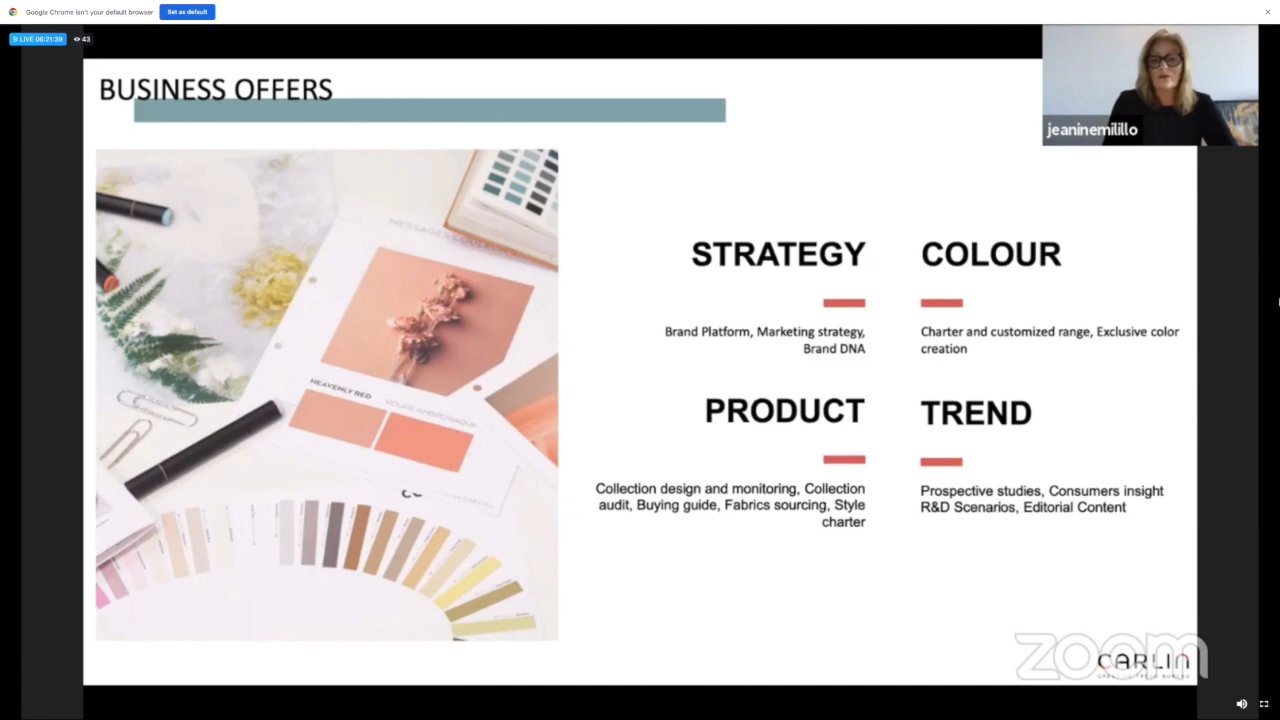 Google Chrome isn't your default browser
Set as default
LIVE 06:21:39
43
BUSINESS OFFERS
jeaninemilillo
HEAVENLY RED
STRATEGY
Brand Platform, Marketing strategy,
Brand DNA
COLOUR
Charter and customized range, Exclusive color
creation
PRODUCT
Collection design and monitoring, Collection
audit, Buying guide, Fabrics sourcing, Style
charter
TREND
Prospective studies, Consumers insight
R&D Scenarios, Editorial Content
zoom
CARLIN